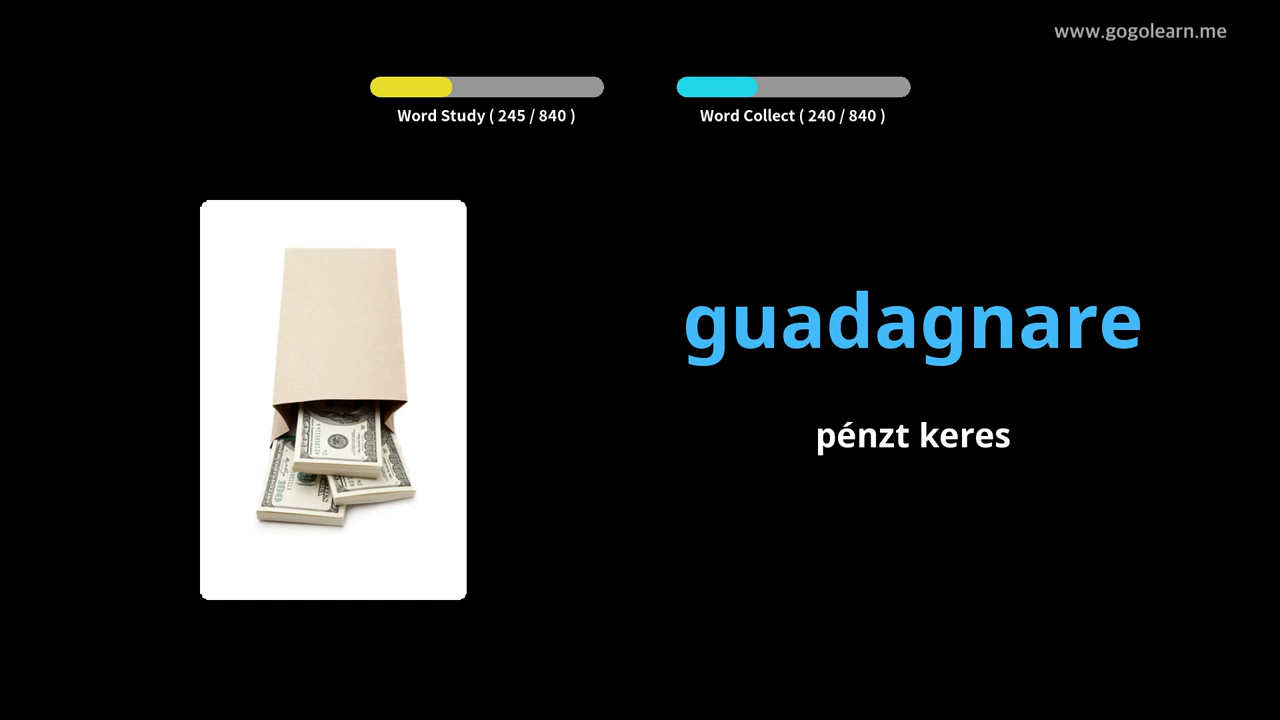 www.gogolearn.me
Word Study ( 245 / 840 )
Word Collect ( 240 / 840 )
guadagnare
pénzt keres